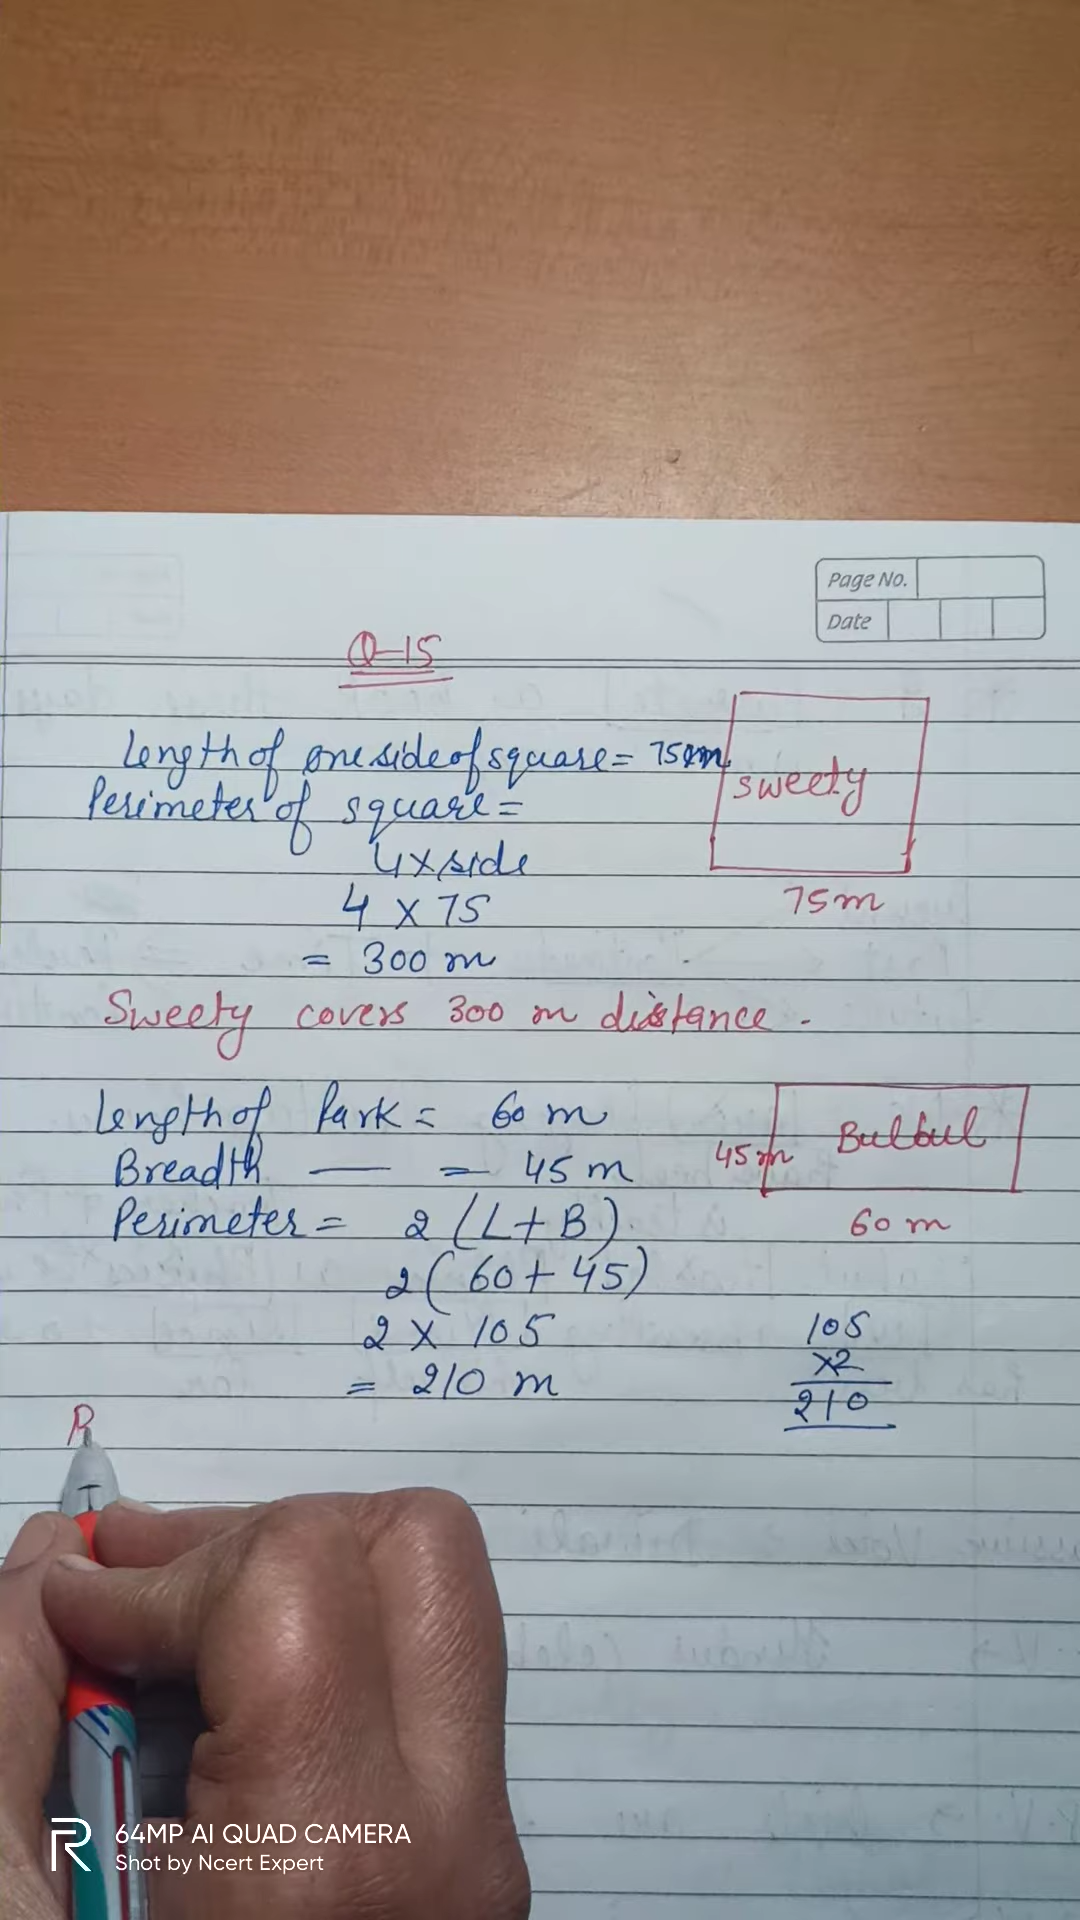 Page No.
Date
Q-15
Length of one side of square = 75m
Perimeter of square =
4 x side
4 x 75
= 300 m
sweety
75m
Sweety covers 300 m distance.
Length of Park = 60 m
Breadth —— = 45 m
Perimeter = 2 (L+B)
2 (60 + 45)
2 x 105
= 210 m
Bulbul
45m
60 m
105
x2
210
B
64MP AI QUAD CAMERA
Shot by Ncert Expert